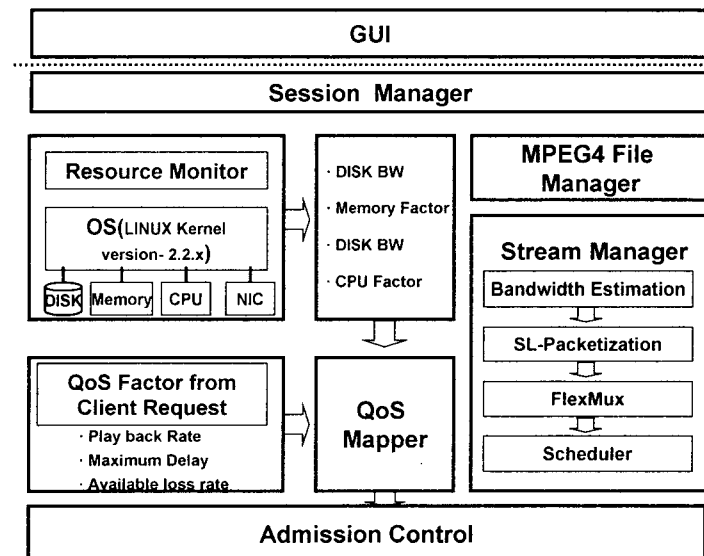 GUI
Session Manager
Resource Monitor
OS(LINUX Kernel
version- 2.2.x)
DISK
Memory
CPU
NIC
· DISK BW
· Memory Factor
· DISK BW
· CPU Factor
MPEG4 File
Manager
Stream Manager
Bandwidth Estimation
SL-Packetization
FlexMux
Scheduler
QoS Factor from
Client Request
· Play back Rate
· Maximum Delay
· Available loss rate
QoS
Mapper
Admission Control